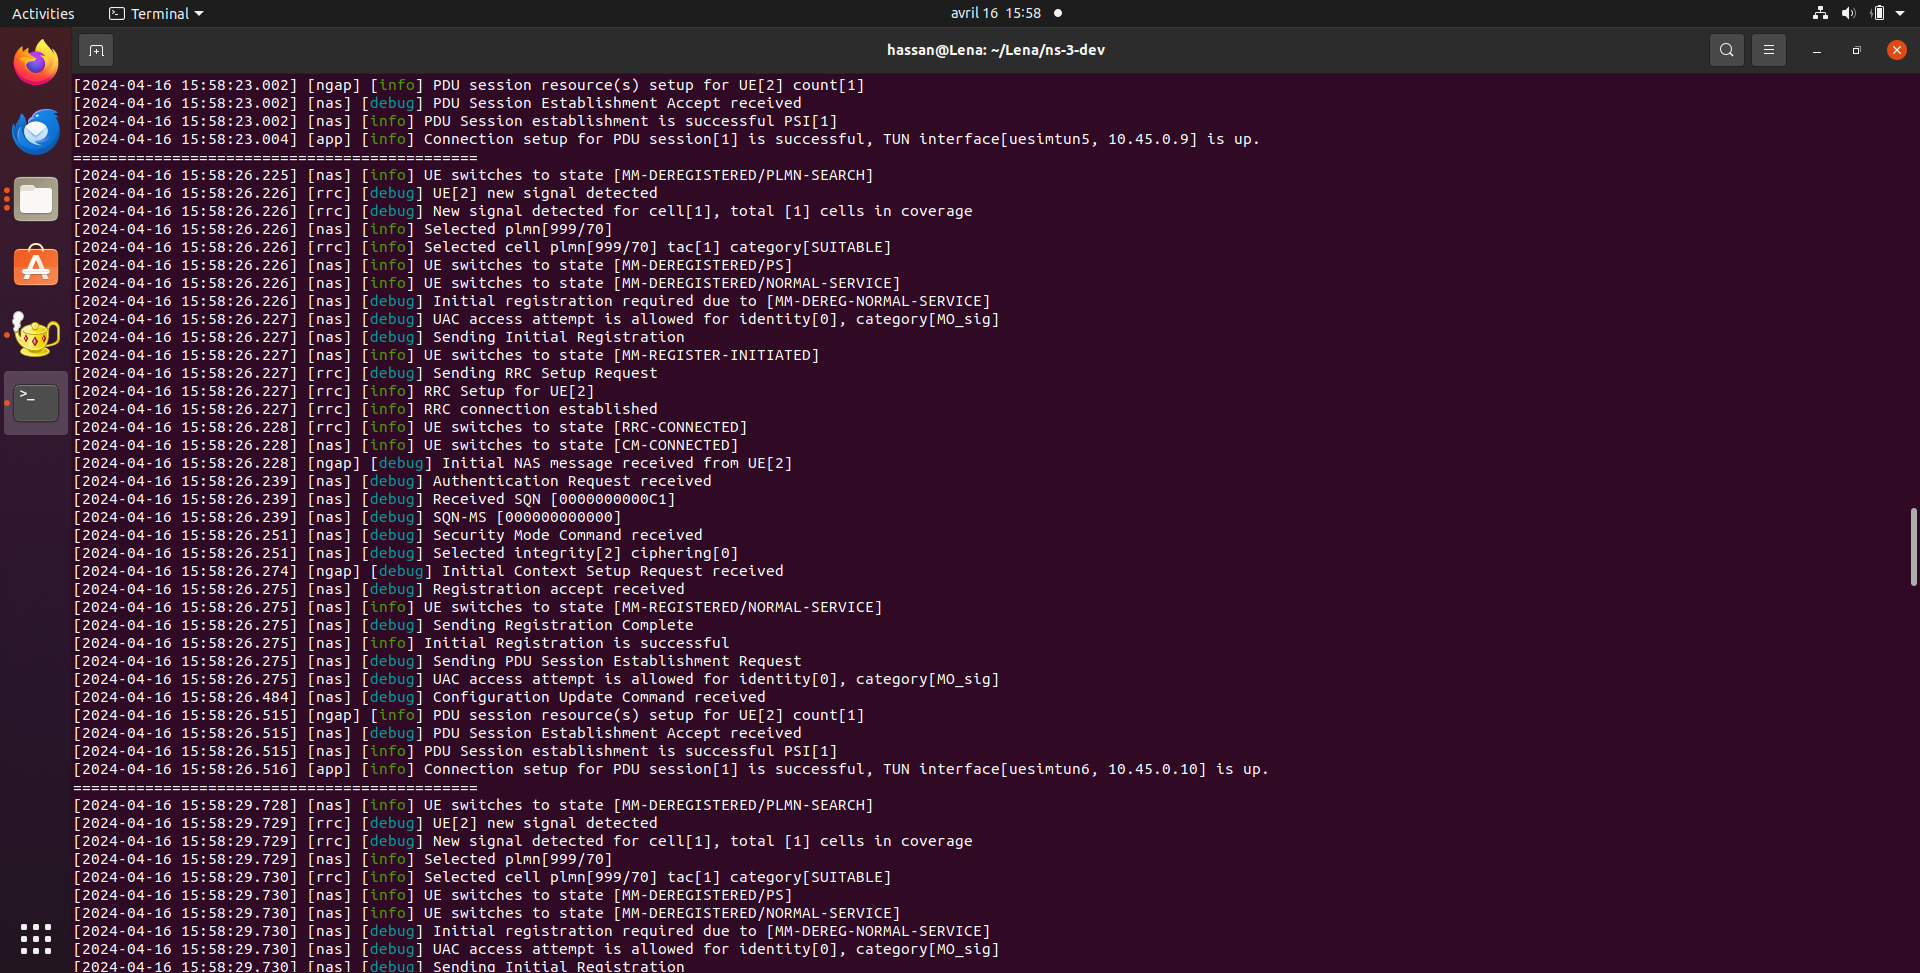 Activities
Terminal
avril 16 15:58
hassan@Lena: ~/Lena/ns-3-dev
[2024-04-16 15:58:23.002] [ngap] [info] PDU session resource(s) setup for UE[2] count[1]
[2024-04-16 15:58:23.002] [nas] [debug] PDU Session Establishment Accept received
[2024-04-16 15:58:23.002] [nas] [info] PDU Session establishment is successful PSI[1]
[2024-04-16 15:58:23.004] [app] [info] Connection setup for PDU session[1] is successful, TUN interface[uesimtun5, 10.45.0.9] is up.
=============================================
[2024-04-16 15:58:26.225] [nas] [info] UE switches to state [MM-DEREGISTERED/PLMN-SEARCH]
[2024-04-16 15:58:26.226] [rrc] [debug] UE[2] new signal detected
[2024-04-16 15:58:26.226] [rrc] [debug] New signal detected for cell[1], total [1] cells in coverage
[2024-04-16 15:58:26.226] [nas] [info] Selected plmn[999/70]
[2024-04-16 15:58:26.226] [rrc] [info] Selected cell plmn[999/70] tac[1] category[SUITABLE]
[2024-04-16 15:58:26.226] [nas] [info] UE switches to state [MM-DEREGISTERED/PS]
[2024-04-16 15:58:26.226] [nas] [info] UE switches to state [MM-DEREGISTERED/NORMAL-SERVICE]
[2024-04-16 15:58:26.226] [nas] [debug] Initial registration required due to [MM-DEREG-NORMAL-SERVICE]
[2024-04-16 15:58:26.227] [nas] [debug] UAC access attempt is allowed for identity[0], category[MO_sig]
[2024-04-16 15:58:26.227] [nas] [debug] Sending Initial Registration
[2024-04-16 15:58:26.227] [nas] [info] UE switches to state [MM-REGISTER-INITIATED]
[2024-04-16 15:58:26.227] [rrc] [debug] Sending RRC Setup Request
[2024-04-16 15:58:26.227] [rrc] [info] RRC Setup for UE[2]
[2024-04-16 15:58:26.227] [rrc] [info] RRC connection established
[2024-04-16 15:58:26.228] [rrc] [info] UE switches to state [RRC-CONNECTED]
[2024-04-16 15:58:26.228] [nas] [info] UE switches to state [CM-CONNECTED]
[2024-04-16 15:58:26.228] [ngap] [debug] Initial NAS message received from UE[2]
[2024-04-16 15:58:26.239] [nas] [debug] Authentication Request received
[2024-04-16 15:58:26.239] [nas] [debug] Received SQN [0000000000C1]
[2024-04-16 15:58:26.239] [nas] [debug] SQN-MS [000000000000]
[2024-04-16 15:58:26.251] [nas] [debug] Security Mode Command received
[2024-04-16 15:58:26.251] [nas] [debug] Selected integrity[2] ciphering[0]
[2024-04-16 15:58:26.274] [ngap] [debug] Initial Context Setup Request received
[2024-04-16 15:58:26.275] [nas] [debug] Registration accept received
[2024-04-16 15:58:26.275] [nas] [info] UE switches to state [MM-REGISTERED/NORMAL-SERVICE]
[2024-04-16 15:58:26.275] [nas] [debug] Sending Registration Complete
[2024-04-16 15:58:26.275] [nas] [info] Initial Registration is successful
[2024-04-16 15:58:26.275] [nas] [debug] Sending PDU Session Establishment Request
[2024-04-16 15:58:26.275] [nas] [debug] UAC access attempt is allowed for identity[0], category[MO_sig]
[2024-04-16 15:58:26.484] [nas] [debug] Configuration Update Command received
[2024-04-16 15:58:26.515] [ngap] [info] PDU session resource(s) setup for UE[2] count[1]
[2024-04-16 15:58:26.515] [nas] [debug] PDU Session Establishment Accept received
[2024-04-16 15:58:26.515] [nas] [info] PDU Session establishment is successful PSI[1]
[2024-04-16 15:58:26.516] [app] [info] Connection setup for PDU session[1] is successful, TUN interface[uesimtun6, 10.45.0.10] is up.
=============================================
[2024-04-16 15:58:29.728] [nas] [info] UE switches to state [MM-DEREGISTERED/PLMN-SEARCH]
[2024-04-16 15:58:29.729] [rrc] [debug] UE[2] new signal detected
[2024-04-16 15:58:29.729] [rrc] [debug] New signal detected for cell[1], total [1] cells in coverage
[2024-04-16 15:58:29.729] [nas] [info] Selected plmn[999/70]
[2024-04-16 15:58:29.730] [rrc] [info] Selected cell plmn[999/70] tac[1] category[SUITABLE]
[2024-04-16 15:58:29.730] [nas] [info] UE switches to state [MM-DEREGISTERED/PS]
[2024-04-16 15:58:29.730] [nas] [info] UE switches to state [MM-DEREGISTERED/NORMAL-SERVICE]
[2024-04-16 15:58:29.730] [nas] [debug] Initial registration required due to [MM-DEREG-NORMAL-SERVICE]
[2024-04-16 15:58:29.730] [nas] [debug] UAC access attempt is allowed for identity[0], category[MO_sig]
[2024-04-16 15:58:29.730] [nas] [debug] Sending Initial Registration